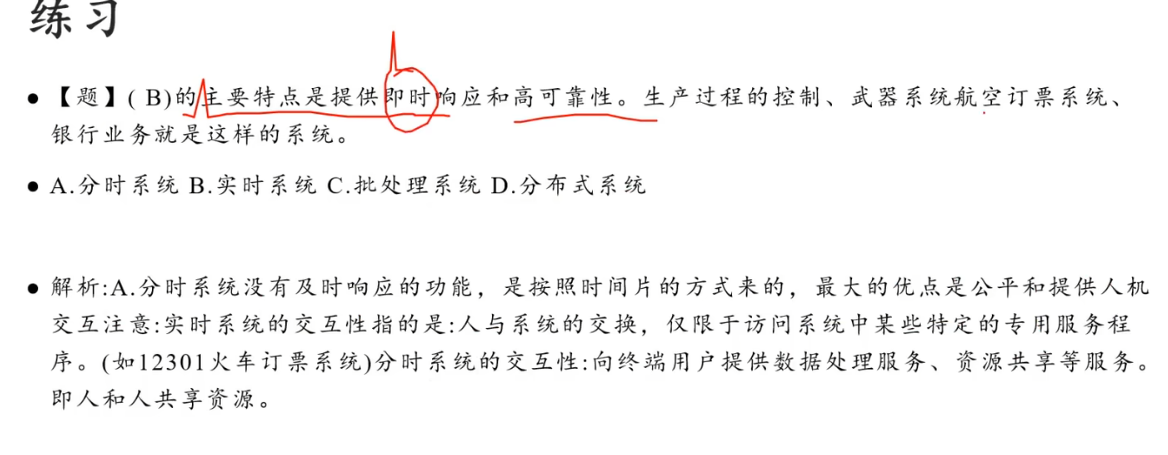 练习
● 【题】( B)的主要特点是提供即时响应和高可靠性。生产过程的控制、武器系统航空订票系统、
银行业务就是这样的系统。
● A.分时系统 B.实时系统 C.批处理系统 D.分布式系统
● 解析:A.分时系统没有及时响应的功能，是按照时间片的方式来的，最大的优点是公平和提供人机
交互注意:实时系统的交互性指的是:人与系统的交换，仅限于访问系统中某些特定的专用服务程
序。(如12301火车订票系统)分时系统的交互性:向终端用户提供数据处理服务、资源共享等服务。
即人和人共享资源。